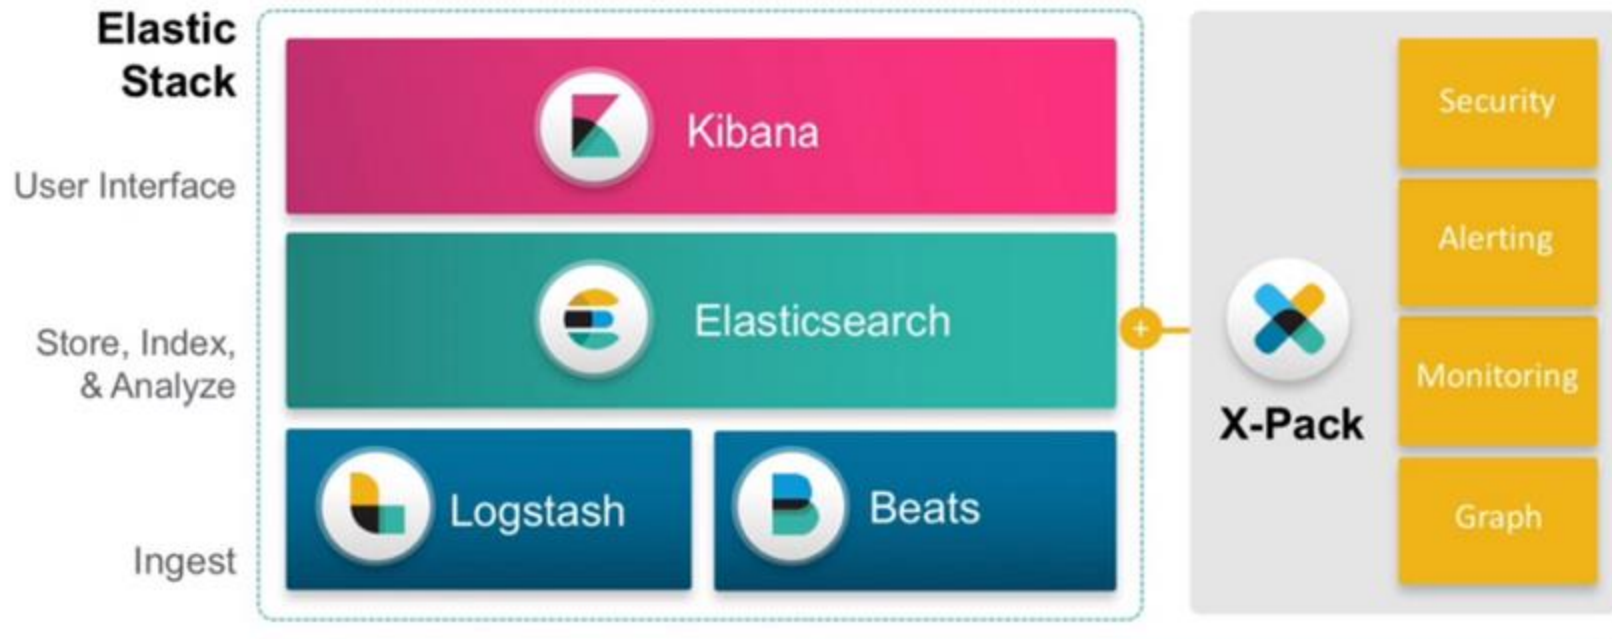 Elastic
Stack
User Interface
Store, Index,
& Analyze
Ingest
Kibana
Elasticsearch
Logstash
Beats
+
X-Pack
Security
Alerting
Monitoring
Graph